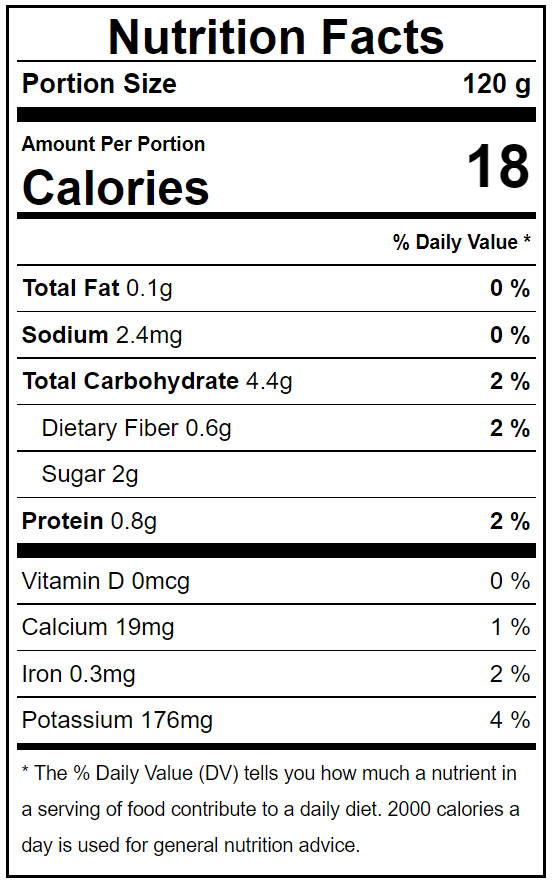 Nutrition Facts
Portion Size 120 g
Amount Per Portion
Calories 18
% Daily Value *
Total Fat 0.1g 0 %
Sodium 2.4mg 0 %
Total Carbohydrate 4.4g 2 %
Dietary Fiber 0.6g 2 %
Sugar 2g
Protein 0.8g 2 %
Vitamin D 0mcg 0 %
Calcium 19mg 1 %
Iron 0.3mg 2 %
Potassium 176mg 4 %
* The % Daily Value (DV) tells you how much a nutrient in
a serving of food contribute to a daily diet. 2000 calories a
day is used for general nutrition advice.